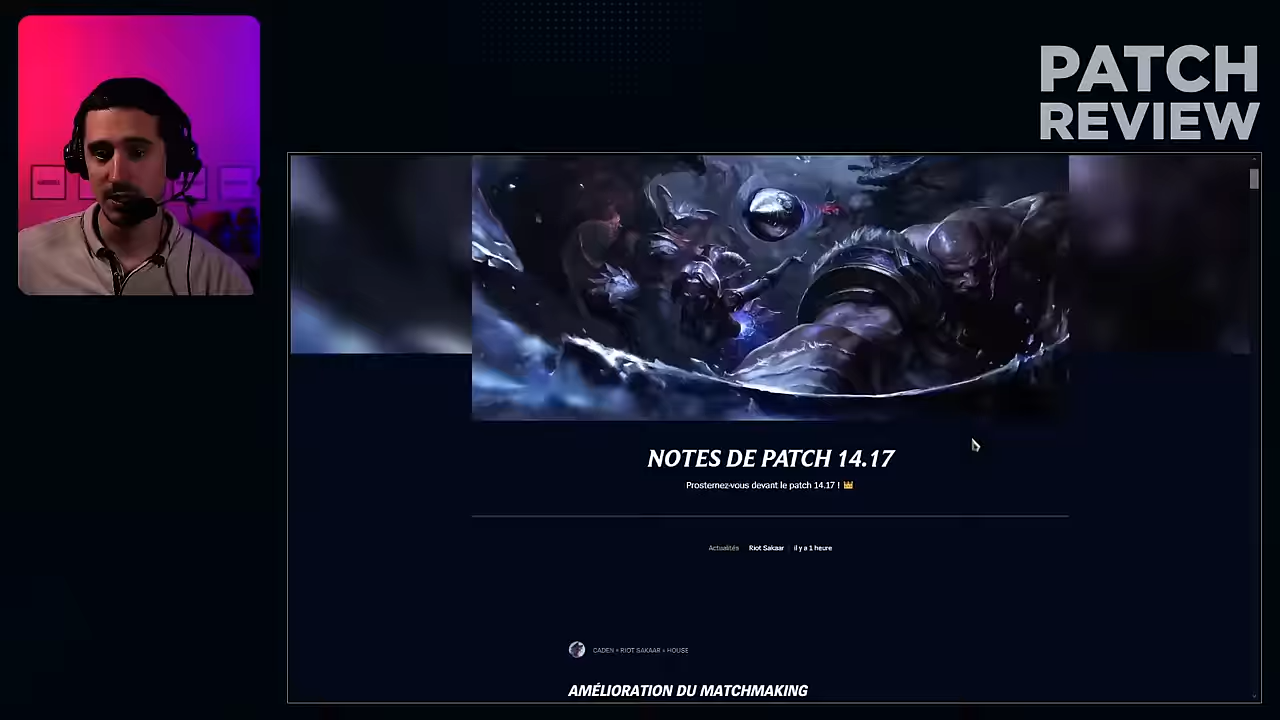 PATCH
REVIEW
NOTES DE PATCH 14.17
Prosternez-vous devant le patch 14.17 ! 👑
Actualités Riot Sakaar il y a 1 heure
CADEN • RIOT SAKAAR • HOUSE
AMÉLIORATION DU MATCHMAKING